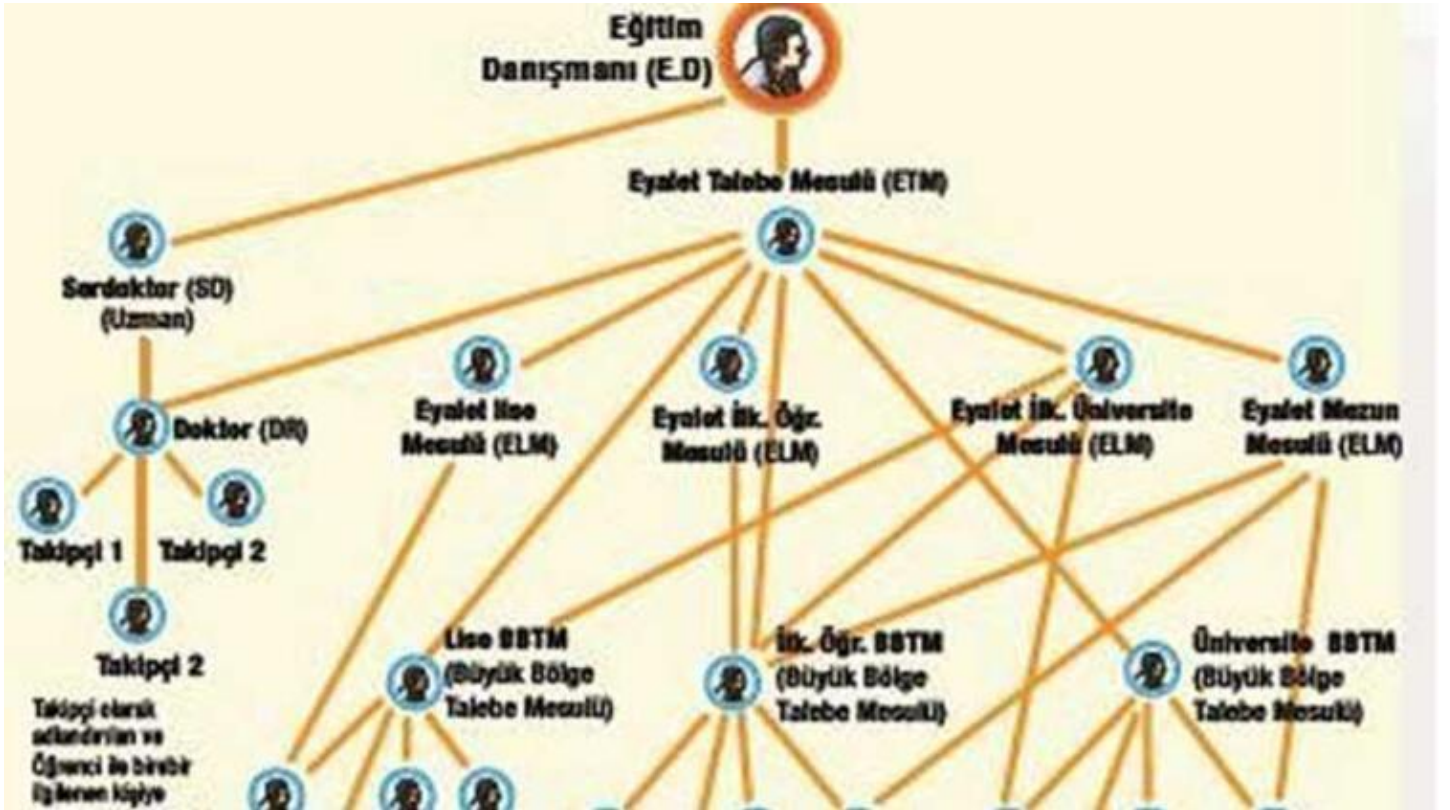 Eğitim
Danışmanı (E.D)
Eyalet Talebe Mesulü (ETM)
Serdoktor (SD)
(Uzman)
Doktor (DR)
Takipçi 1
Takipçi 2
Takipçi 2
Takipçi olarak
adlandırılan ve
Öğrenci ile birebir
ilgilenen kişiye
Eyalet lise
Mesulü (ELM)
Eyalet İlk. Öğr.
Mesulü (ELM)
Eyalet İlk. Üniversite
Mesulü (ELM)
Eyalet Mezun
Mesulü (ELM)
Lise BBTM
(Büyük Bölge
Talebe Mesulü)
İlk. Öğr. BBTM
(Büyük Bölge
Talebe Mesulü)
Üniversite BBTM
(Büyük Bölge
Talebe Mesulü)